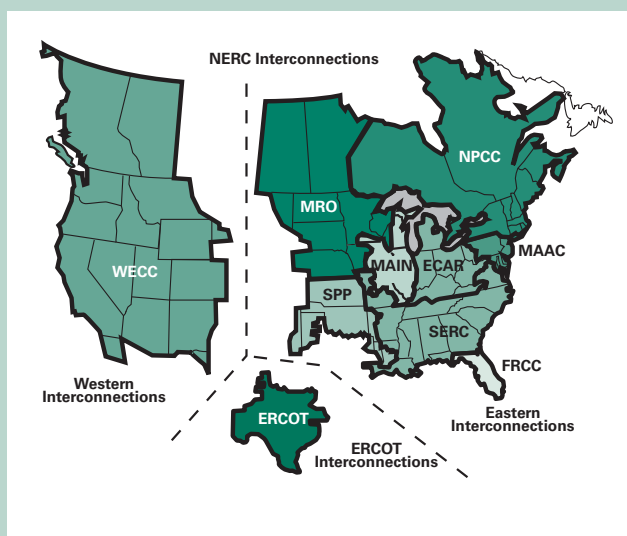 NERC Interconnections
NPCC
MRO
MAAC
WECC
MAIN
ECAR
SPP
SERC
FRCC
Western
Interconnections
Eastern
Interconnections
ERCOT
ERCOT
Interconnections